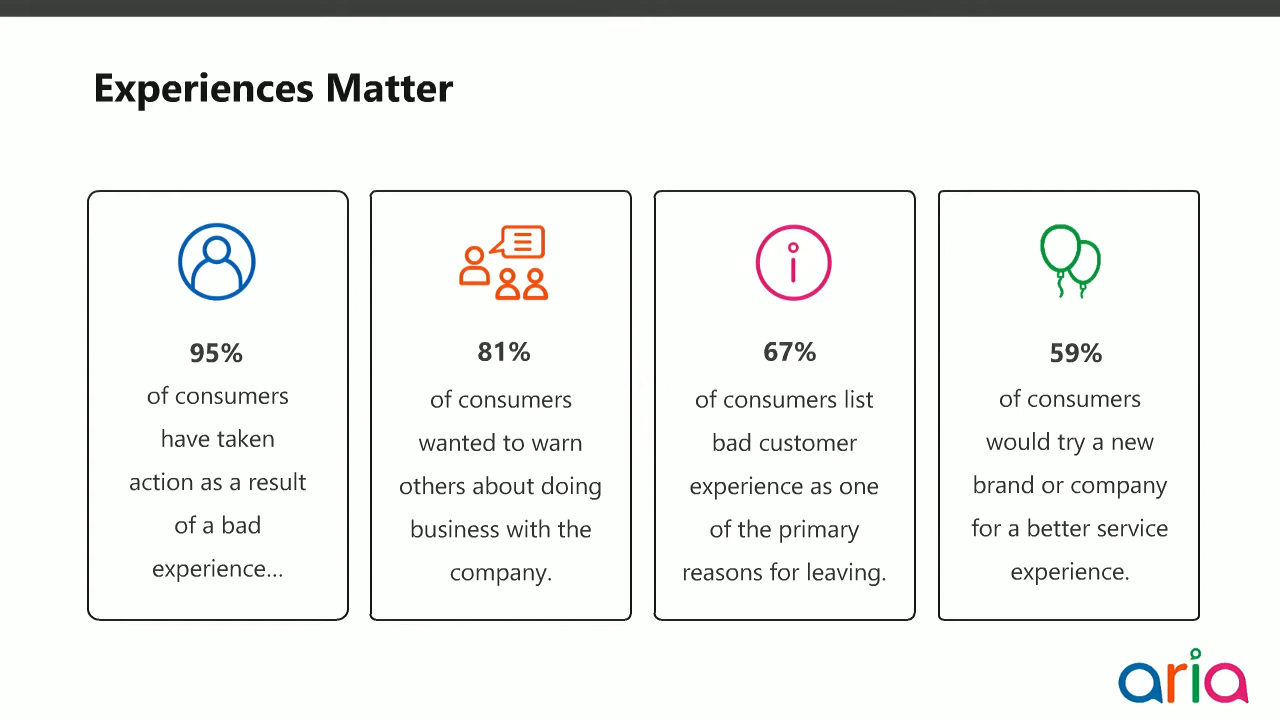 Experiences Matter
95%
of consumers
have taken
action as a result
of a bad
experience...
81%
of consumers
wanted to warn
others about doing
business with the
company.
67%
of consumers list
bad customer
experience as one
of the primary
reasons for leaving.
59%
of consumers
would try a new
brand or company
for a better service
experience.
aria